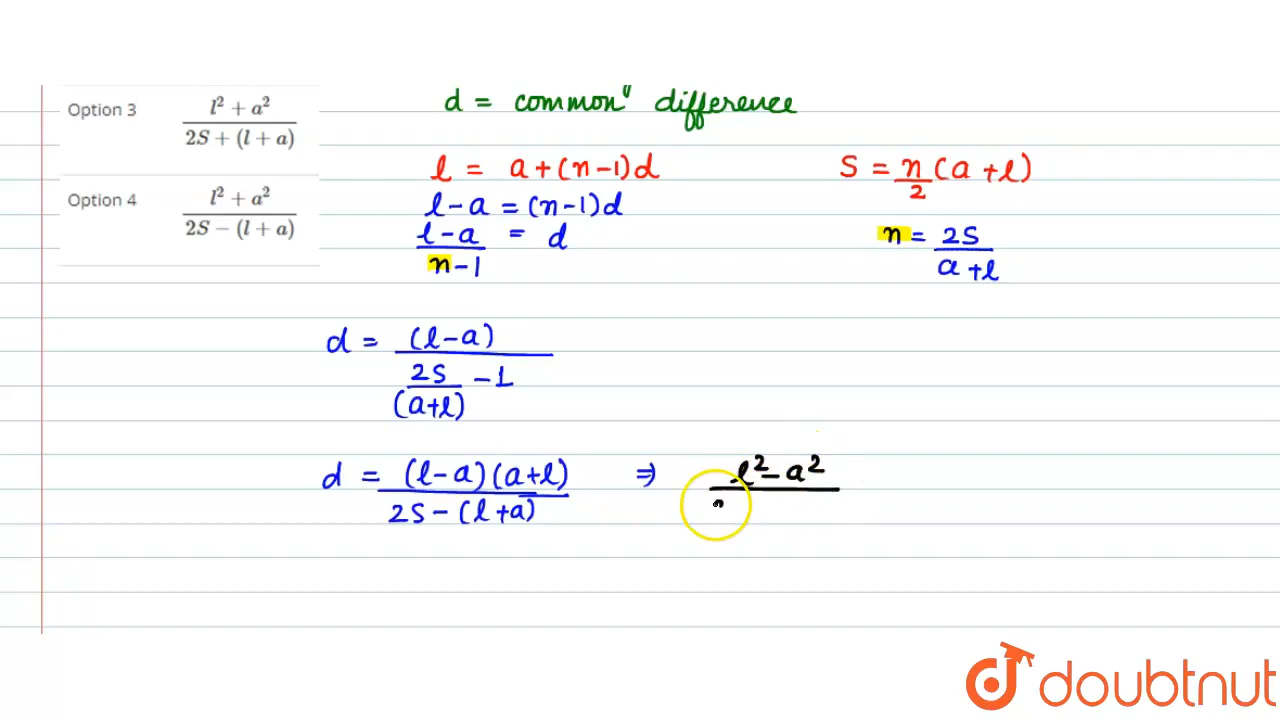 d = common difference
Option 3 l² + a² / 2S + (l + a)
l = a + (n - 1) d
S = n/2 (a + l)
Option 4 l² + a² / 2S - (l + a)
l - a = (n - 1) d
l - a / n - 1 = d
n = 2S / a + l
d = (l - a) / 2S / (a + l) - 1
d = (l - a) (a + l) / 2S - (l + a) ⇒ l² - a²
doubtnut